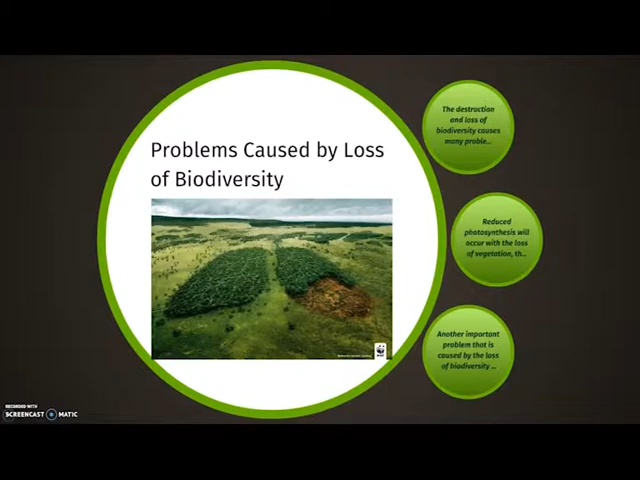 Problems Caused by Loss
of Biodiversity
The destruction
and loss of
biodiversity causes
many proble...
Reduced
photosynthesis will
occur with the loss
of vegetation, th...
Another important
problem that is
caused by the loss
of biodiversity ...
WWF
RECORDED WITH
SCREENCAST MATIC